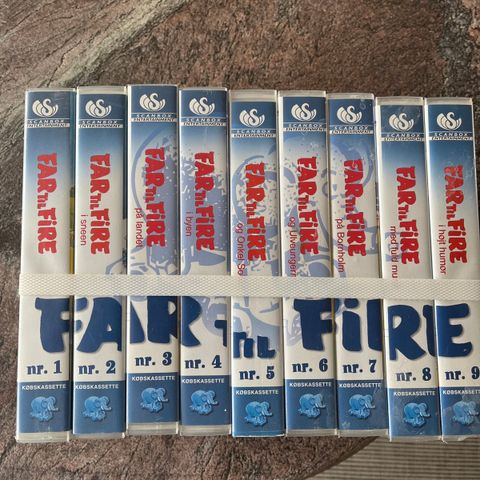 SCANBOX
ENTERTAINMENT
FAR TIL FiRE
nr. 1
KØBSKASSETTE
SCANBOX
ENTERTAINMENT
FAR TIL FiRE
i sneen
nr. 2
KØBSKASSETTE
SCANBOX
ENTERTAINMENT
FAR TIL FiRE
på landet
nr. 3
KØBSKASSETTE
SCANBOX
ENTERTAINMENT
FAR TIL FiRE
i byen
nr. 4
KØBSKASSETTE
SCANBOX
ENTERTAINMENT
FAR TIL FiRE
og Onkel
nr. 5
KØBSKASSETTE
SCANBOX
ENTERTAINMENT
FAR TIL FiRE
og
nr. 6
KØBSKASSETTE
SCANBOX
ENTERTAINMENT
FAR TIL FiRE
på Bornholm
nr. 7
KØBSKASSETTE
SCANBOX
ENTERTAINMENT
FAR TIL FiRE
med fuld
nr. 8
KØBSKASSETTE
SCANBOX
ENTERTAINMENT
FAR TIL FiRE
i højt humør
nr. 9
KØBSKASSETTE
FAR TIL FiRE